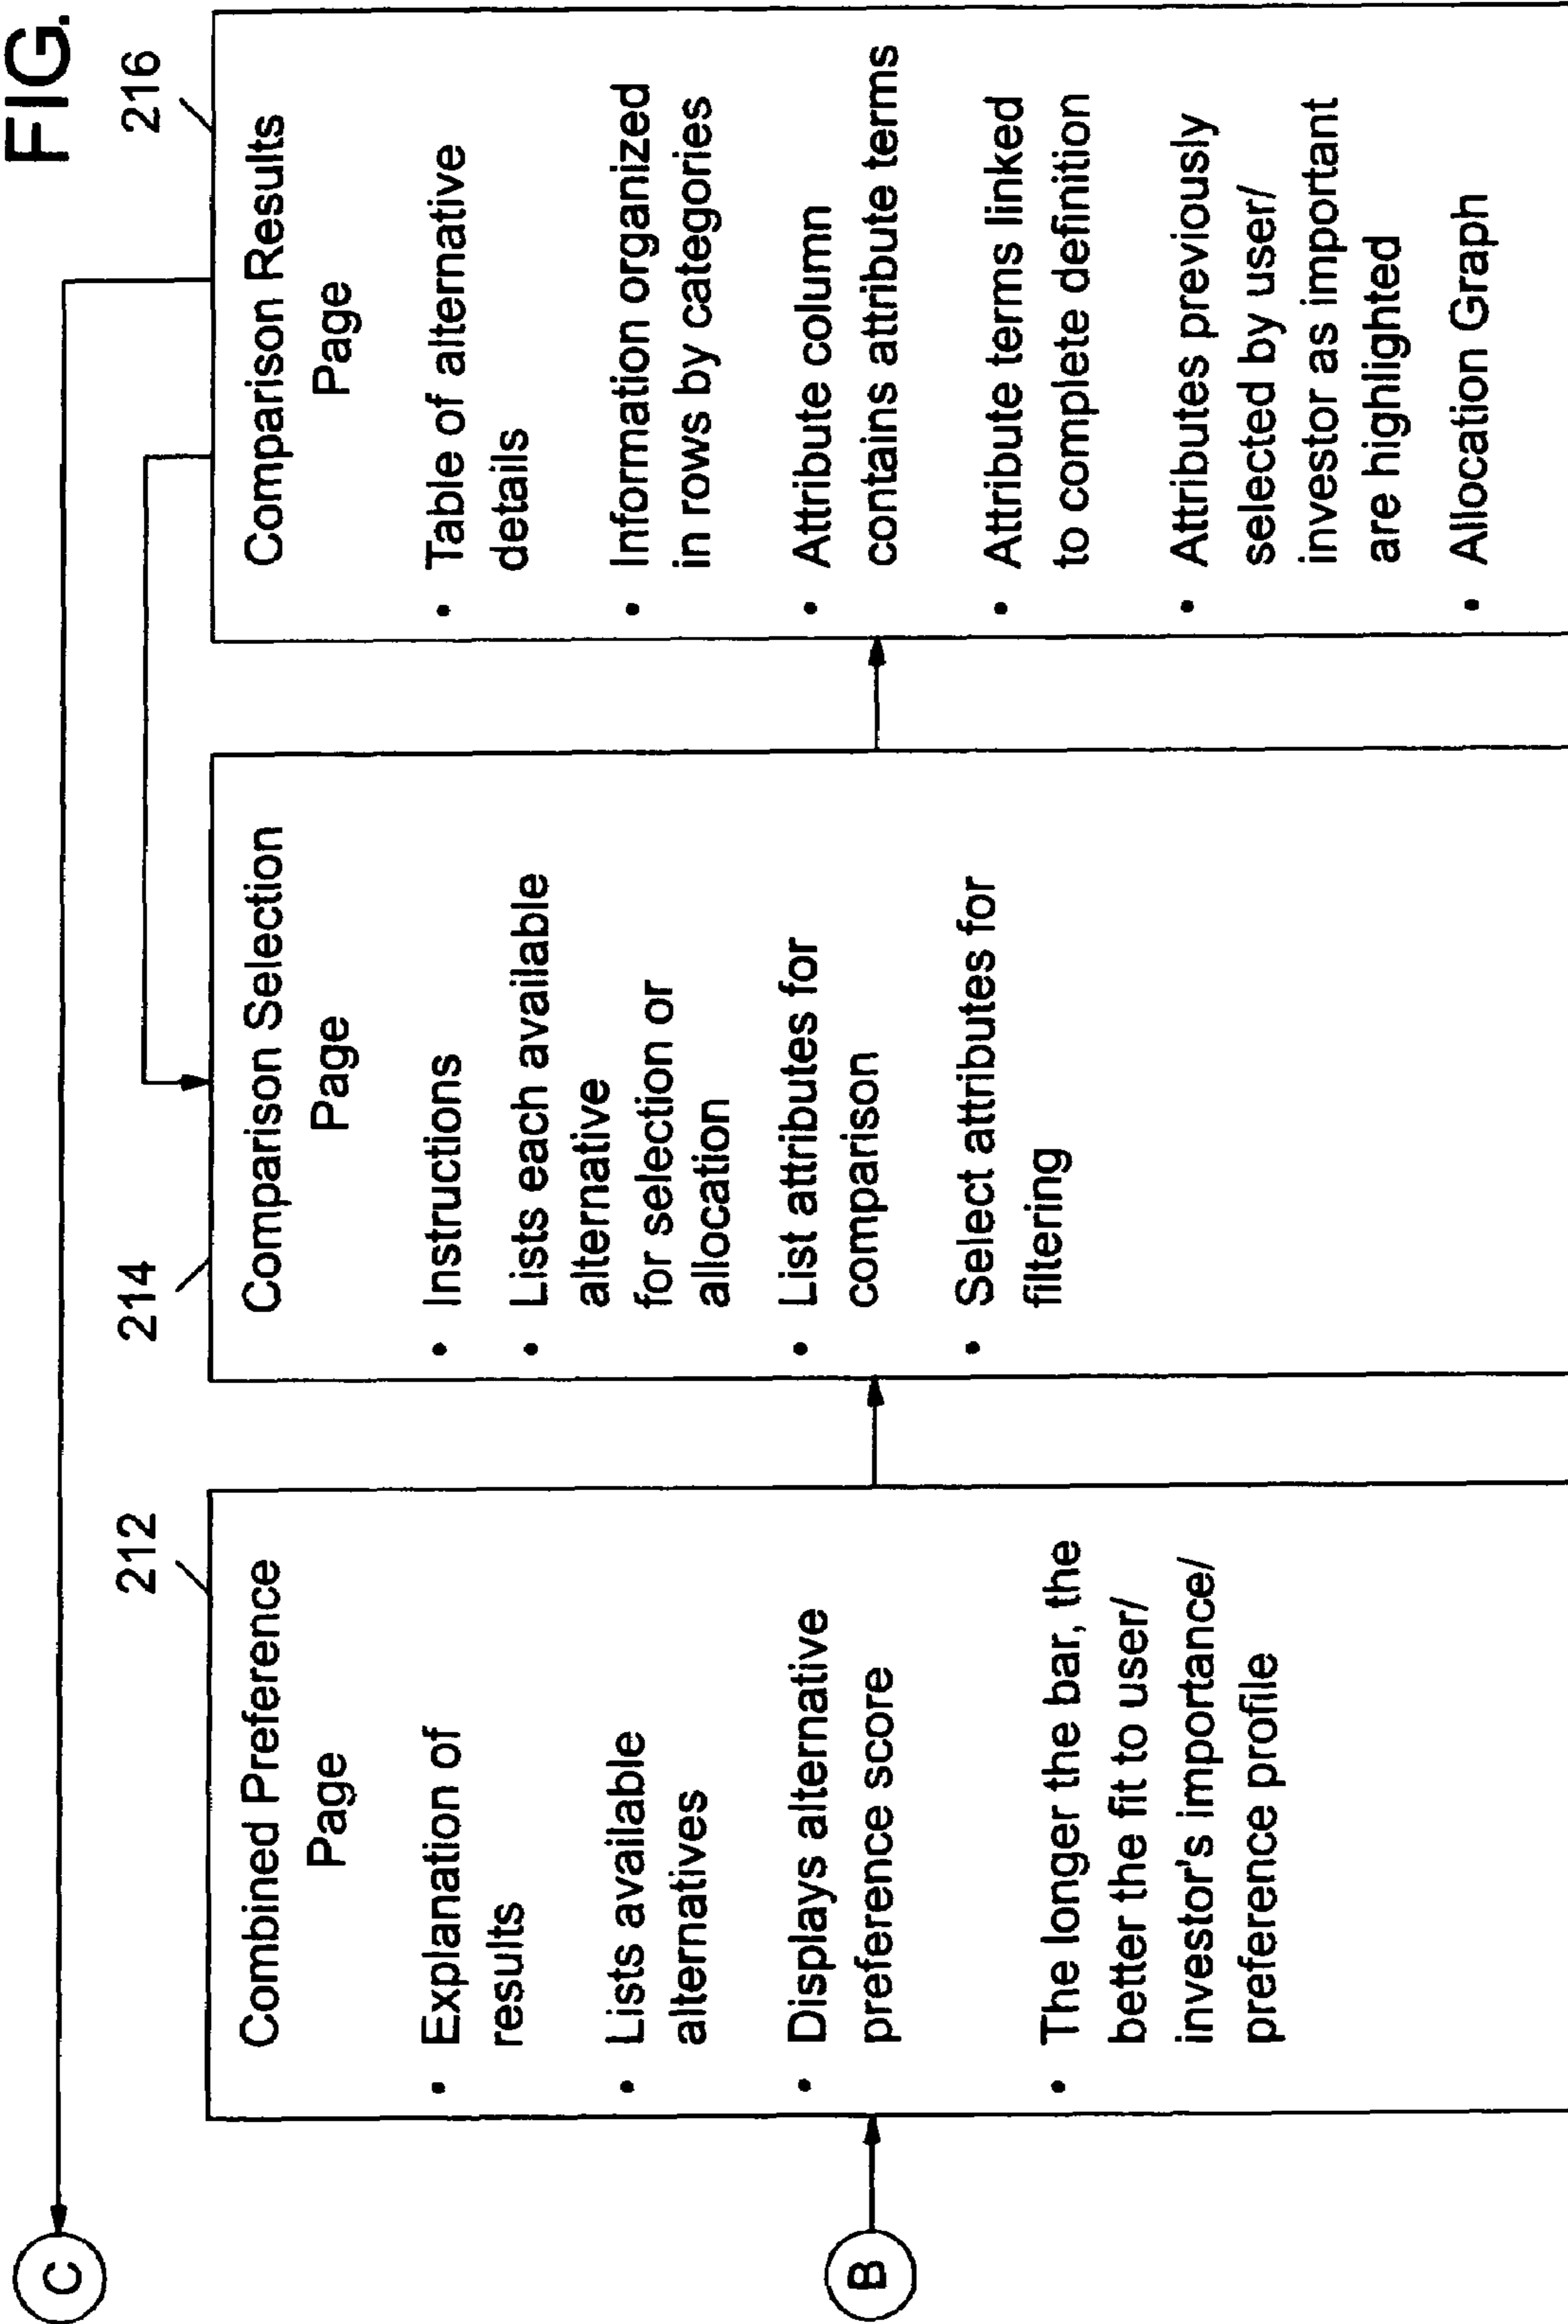 FIG.
C
B
212
Combined Preference
Page
• Explanation of
results
• Lists available
alternatives
• Displays alternative
preference score
• The longer the bar, the
better the fit to user/
investor's importance/
preference profile
214
Comparison Selection
Page
• Instructions
• Lists each available
alternative
for selection or
allocation
• List attributes for
comparison
• Select attributes for
filtering
216
Comparison Results
Page
• Table of alternative
details
• Information organized
in rows by categories
• Attribute column
contains attribute terms
• Attribute terms linked
to complete definition
• Attributes previously
selected by user/
investor as important
are highlighted
• Allocation Graph